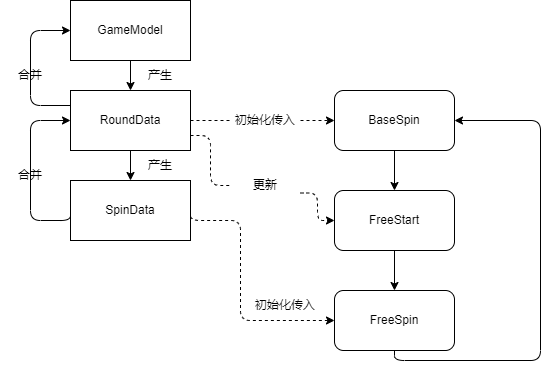 GameModel
合并
产生
RoundData
初始化传入
BaseSpin
合并
产生
更新
SpinData
FreeStart
初始化传入
FreeSpin